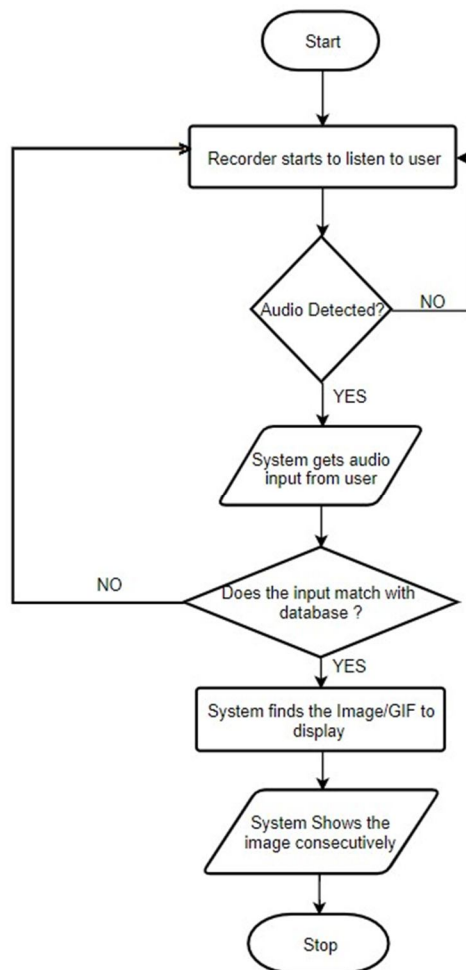 Start
Recorder starts to listen to user
Audio Detected?
NO
YES
System gets audio
input from user
NO
Does the input match with
database ?
YES
System finds the Image/GIF to
display
System Shows the
image consecutively
Stop